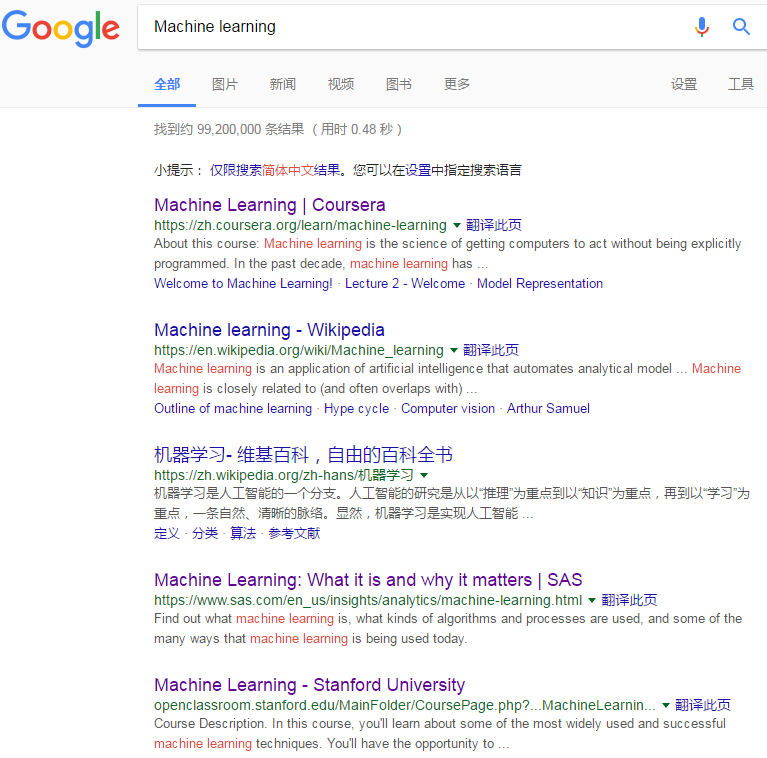 Google
Machine learning
全部 图片 新闻 视频 图书 更多 设置 工具
找到约 99,200,000 条结果 （用时 0.48 秒）
小提示： 仅限搜索简体中文结果。您可以在设置中指定搜索语言
Machine Learning | Coursera
https://zh.coursera.org/learn/machine-learning 翻译此页
About this course: Machine learning is the science of getting computers to act without being explicitly
programmed. In the past decade, machine learning has ...
Welcome to Machine Learning! · Lecture 2 - Welcome · Model Representation
Machine learning - Wikipedia
https://en.wikipedia.org/wiki/Machine_learning 翻译此页
Machine learning is an application of artificial intelligence that automates analytical model ... Machine
learning is closely related to (and often overlaps with) ...
Outline of machine learning · Hype cycle · Computer vision · Arthur Samuel
机器学习- 维基百科，自由的百科全书
https://zh.wikipedia.org/zh-hans/机器学习
机器学习是人工智能的一个分支。人工智能的研究是从以“推理”为重点到以“知识”为重点，再到以“学习”为
重点，一条自然、清晰的脉络。显然，机器学习是实现人工智能 ...
定义 · 分类 · 算法 · 参考文献
Machine Learning: What it is and why it matters | SAS
https://www.sas.com/en_us/insights/analytics/machine-learning.html 翻译此页
Find out what machine learning is, what kinds of algorithms and processes are used, and some of the
many ways that machine learning is being used today.
Machine Learning - Stanford University
openclassroom.stanford.edu/MainFolder/CoursePage.php?...MachineLearnin... 翻译此页
Course Description. In this course, you'll learn about some of the most widely used and successful
machine learning techniques. You'll have the opportunity to ...